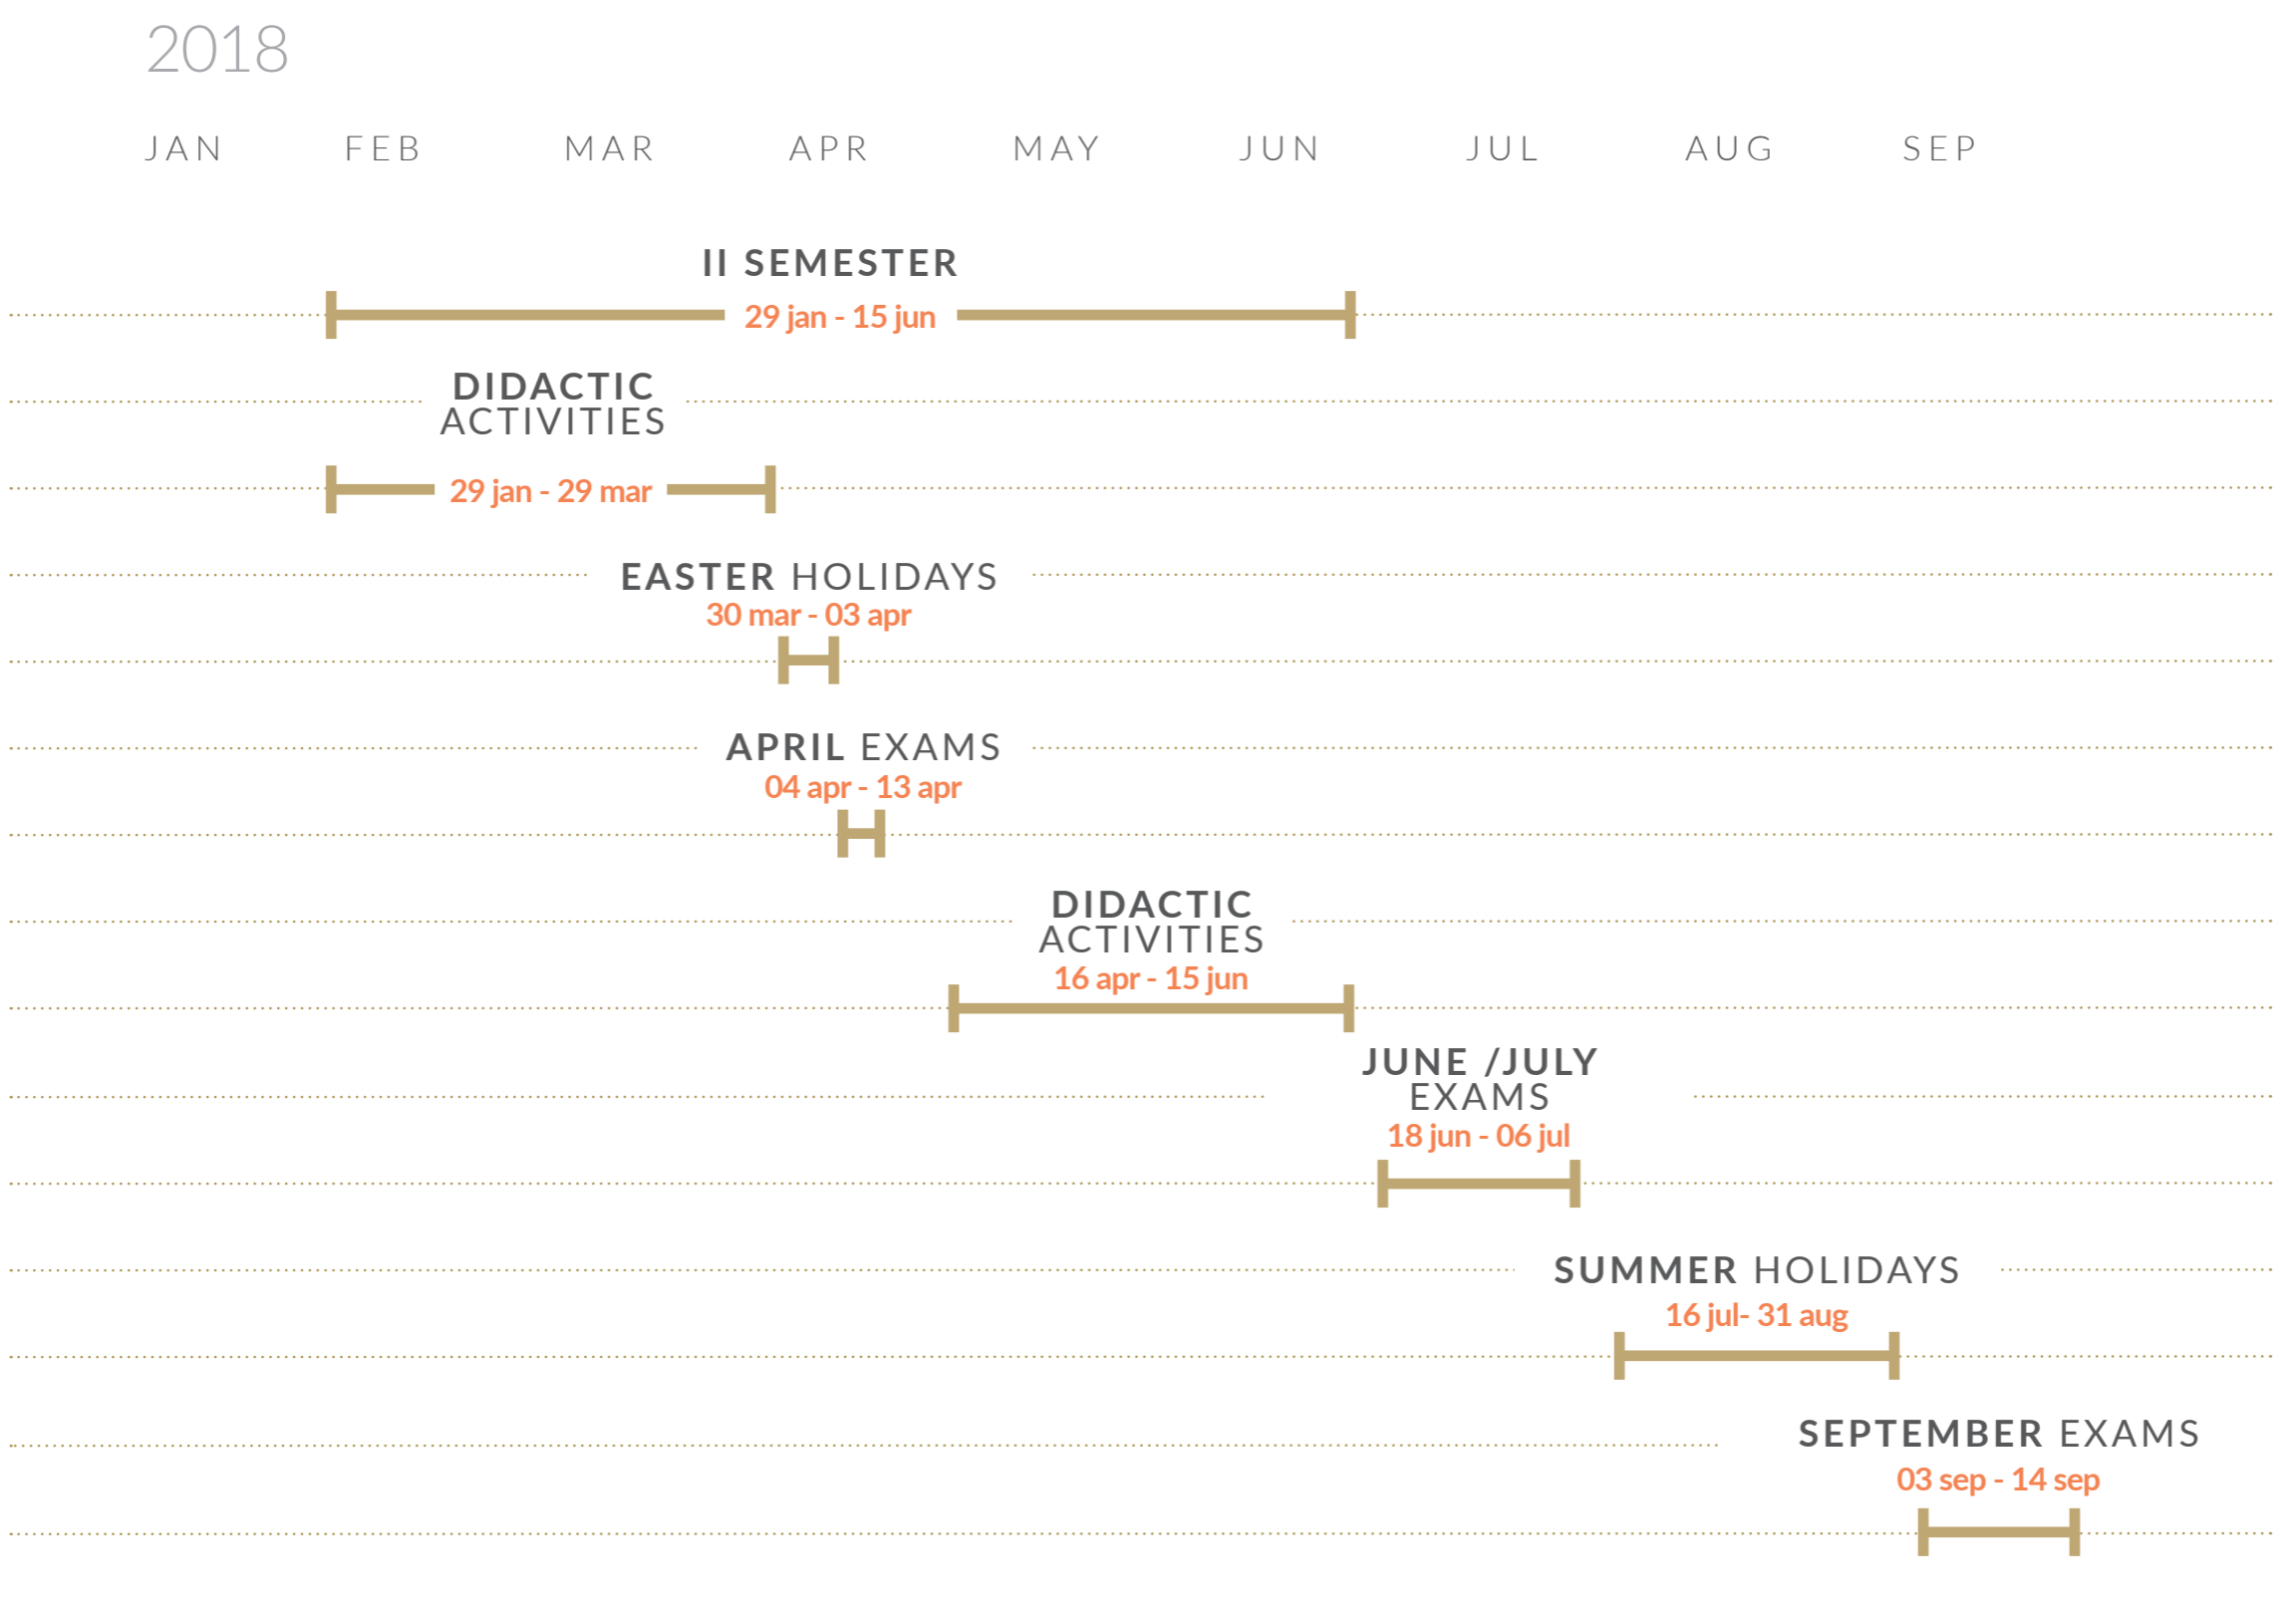 2018
JAN FEB MAR APR MAY JUN JUL AUG SEP
II SEMESTER
29 jan - 15 jun
DIDACTIC
ACTIVITIES
29 jan - 29 mar
EASTER HOLIDAYS
30 mar - 03 apr
APRIL EXAMS
04 apr - 13 apr
DIDACTIC
ACTIVITIES
16 apr - 15 jun
JUNE /JULY
EXAMS
18 jun - 06 jul
SUMMER HOLIDAYS
16 jul- 31 aug
SEPTEMBER EXAMS
03 sep - 14 sep